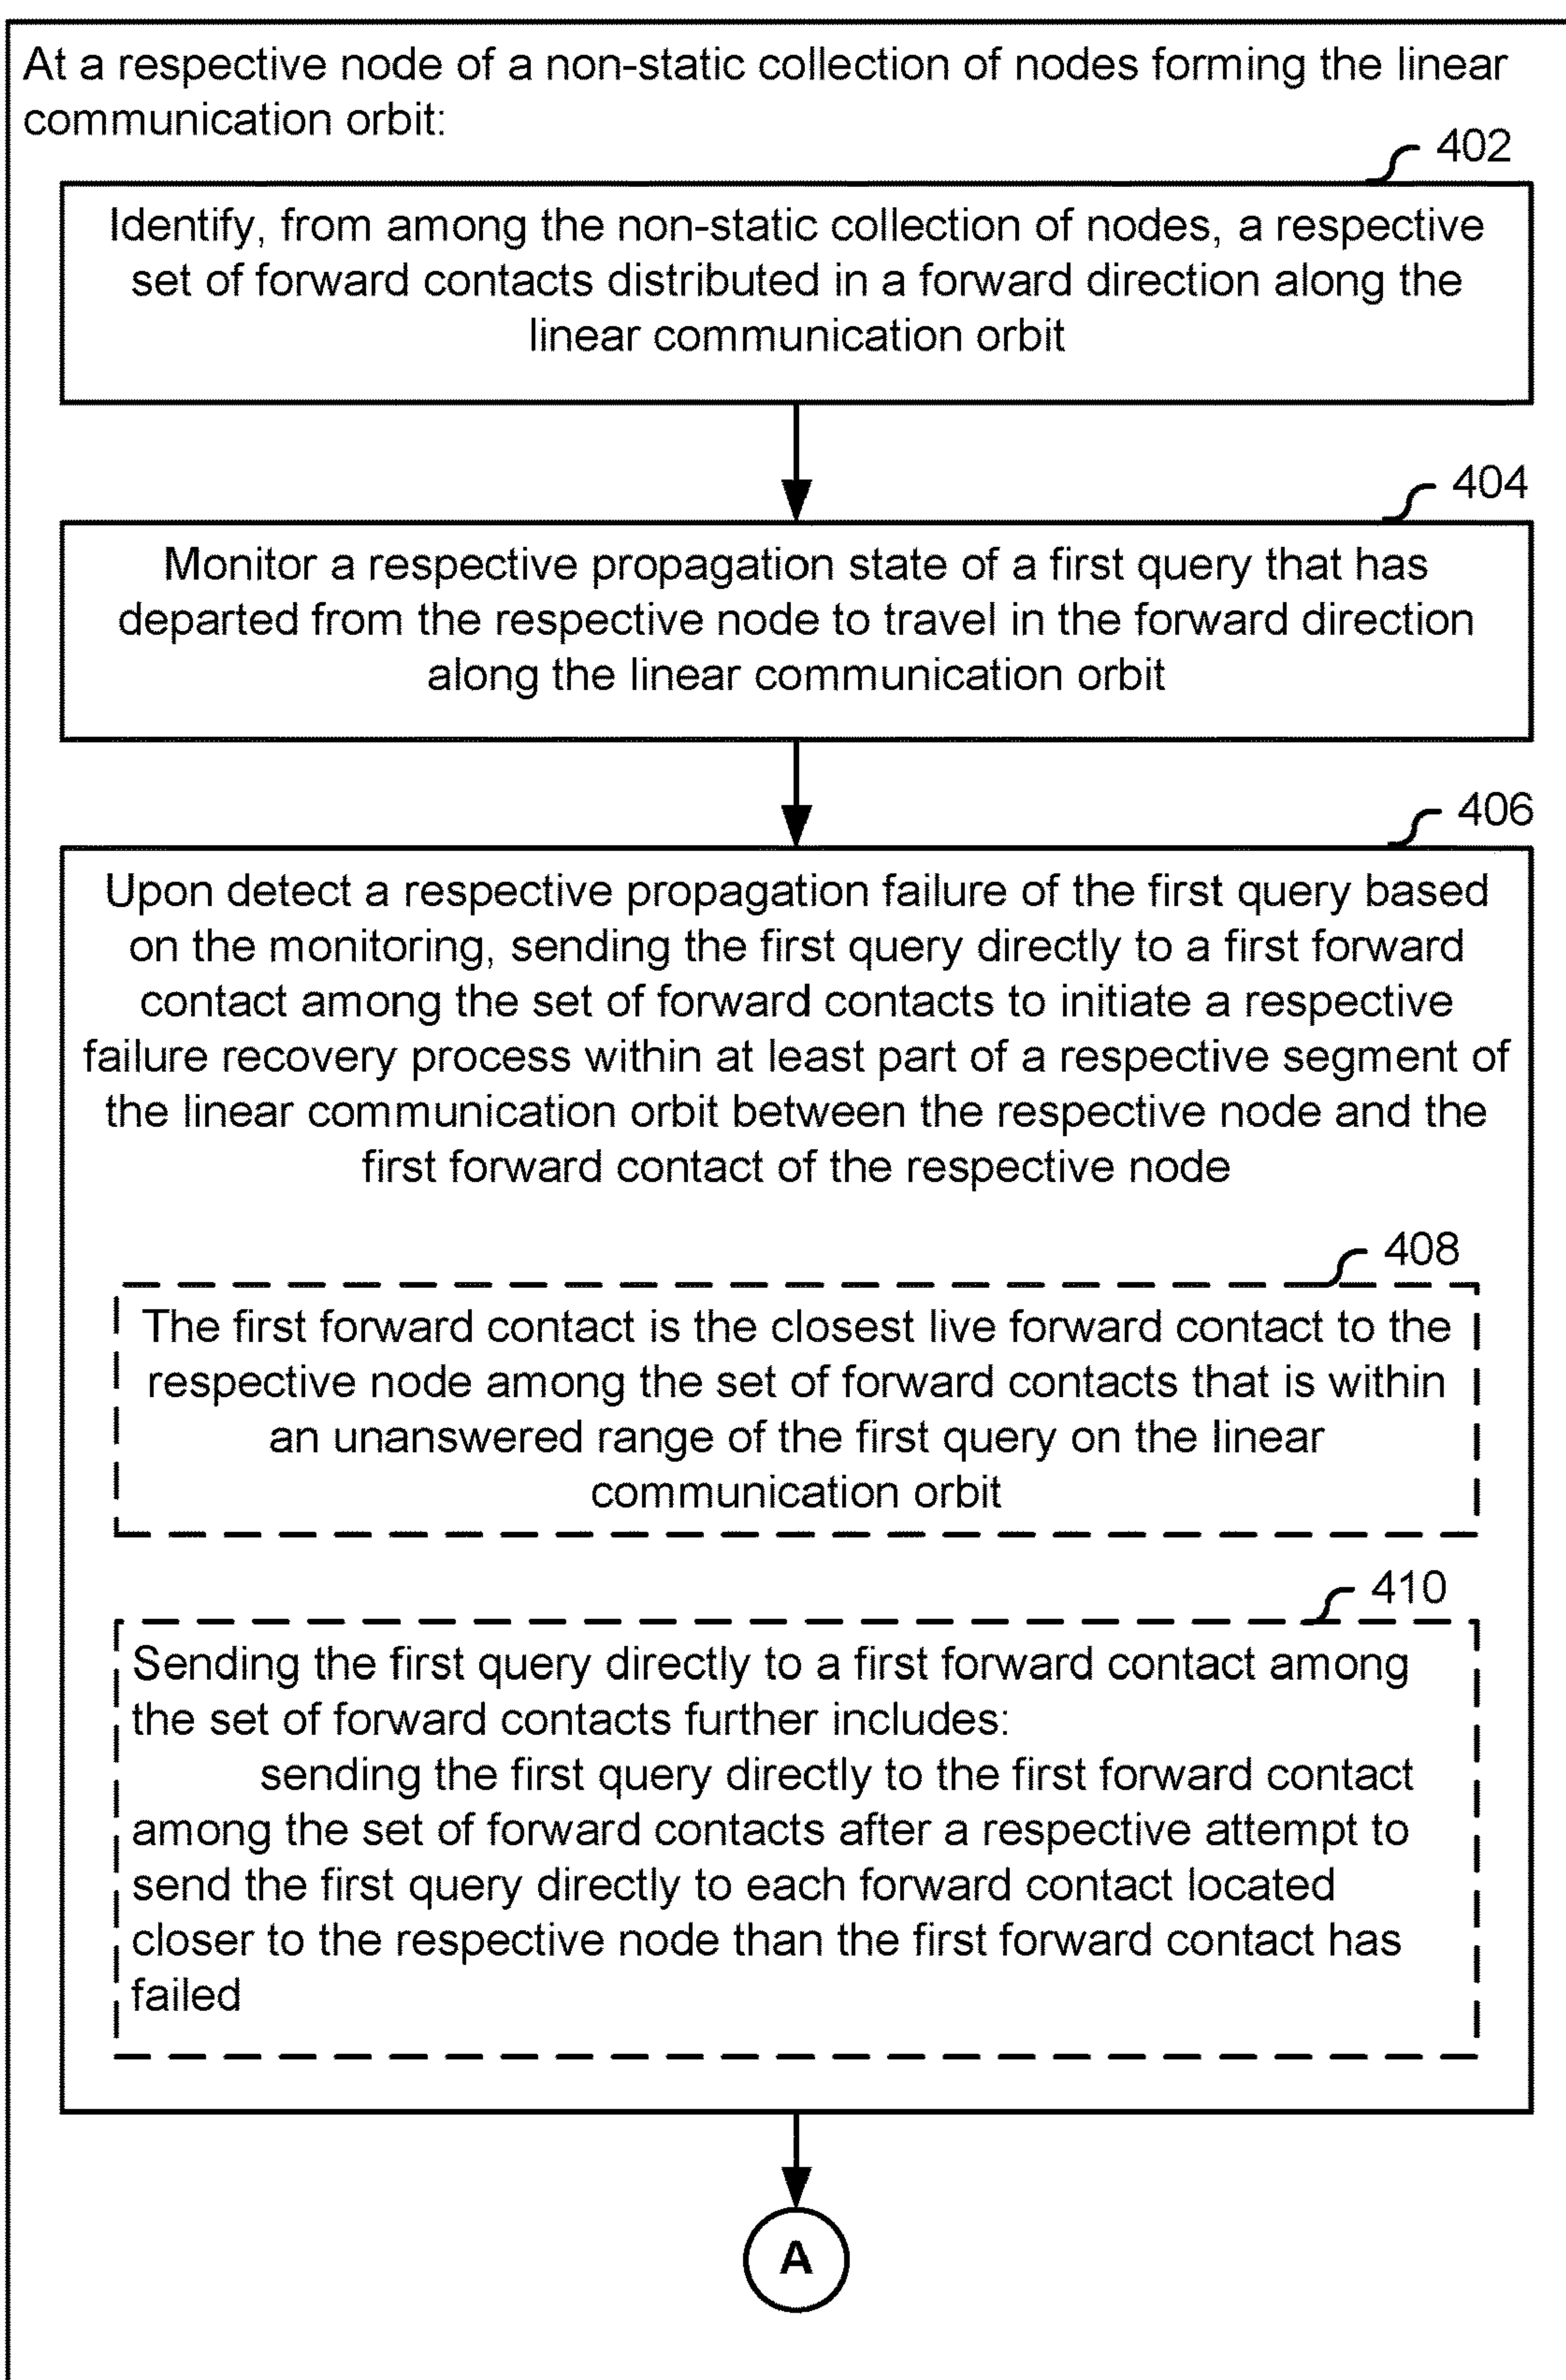 At a respective node of a non-static collection of nodes forming the linear
communication orbit:
402
Identify, from among the non-static collection of nodes, a respective
set of forward contacts distributed in a forward direction along the
linear communication orbit
404
Monitor a respective propagation state of a first query that has
departed from the respective node to travel in the forward direction
along the linear communication orbit
406
Upon detect a respective propagation failure of the first query based
on the monitoring, sending the first query directly to a first forward
contact among the set of forward contacts to initiate a respective
failure recovery process within at least part of a respective segment of
the linear communication orbit between the respective node and the
first forward contact of the respective node
408
The first forward contact is the closest live forward contact to the
respective node among the set of forward contacts that is within
an unanswered range of the first query on the linear
communication orbit
410
Sending the first query directly to a first forward contact among
the set of forward contacts further includes:
sending the first query directly to the first forward contact
among the set of forward contacts after a respective attempt to
send the first query directly to each forward contact located
closer to the respective node than the first forward contact has
failed
A